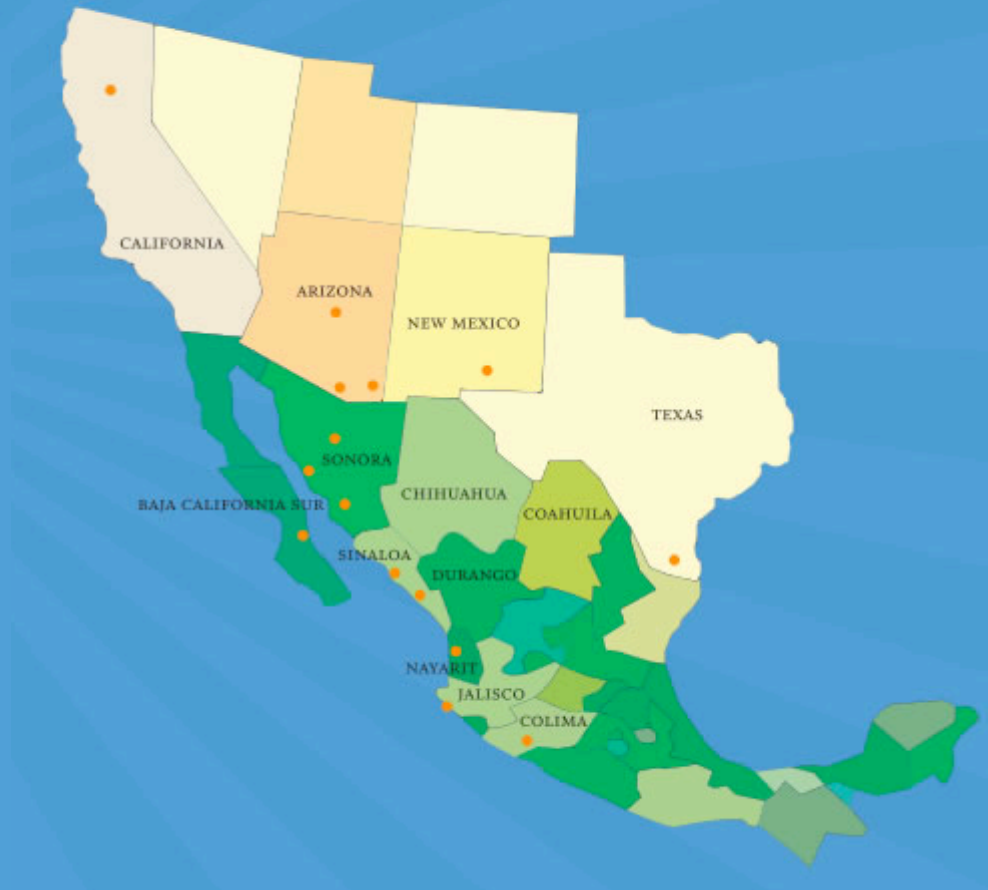 CALIFORNIA
ARIZONA
NEW MEXICO
TEXAS
SONORA
CHIHUAHUA
BAJA CALIFORNIA SUR
COAHUILA
SINALOA
DURANGO
NAYARIT
JALISCO
COLIMA